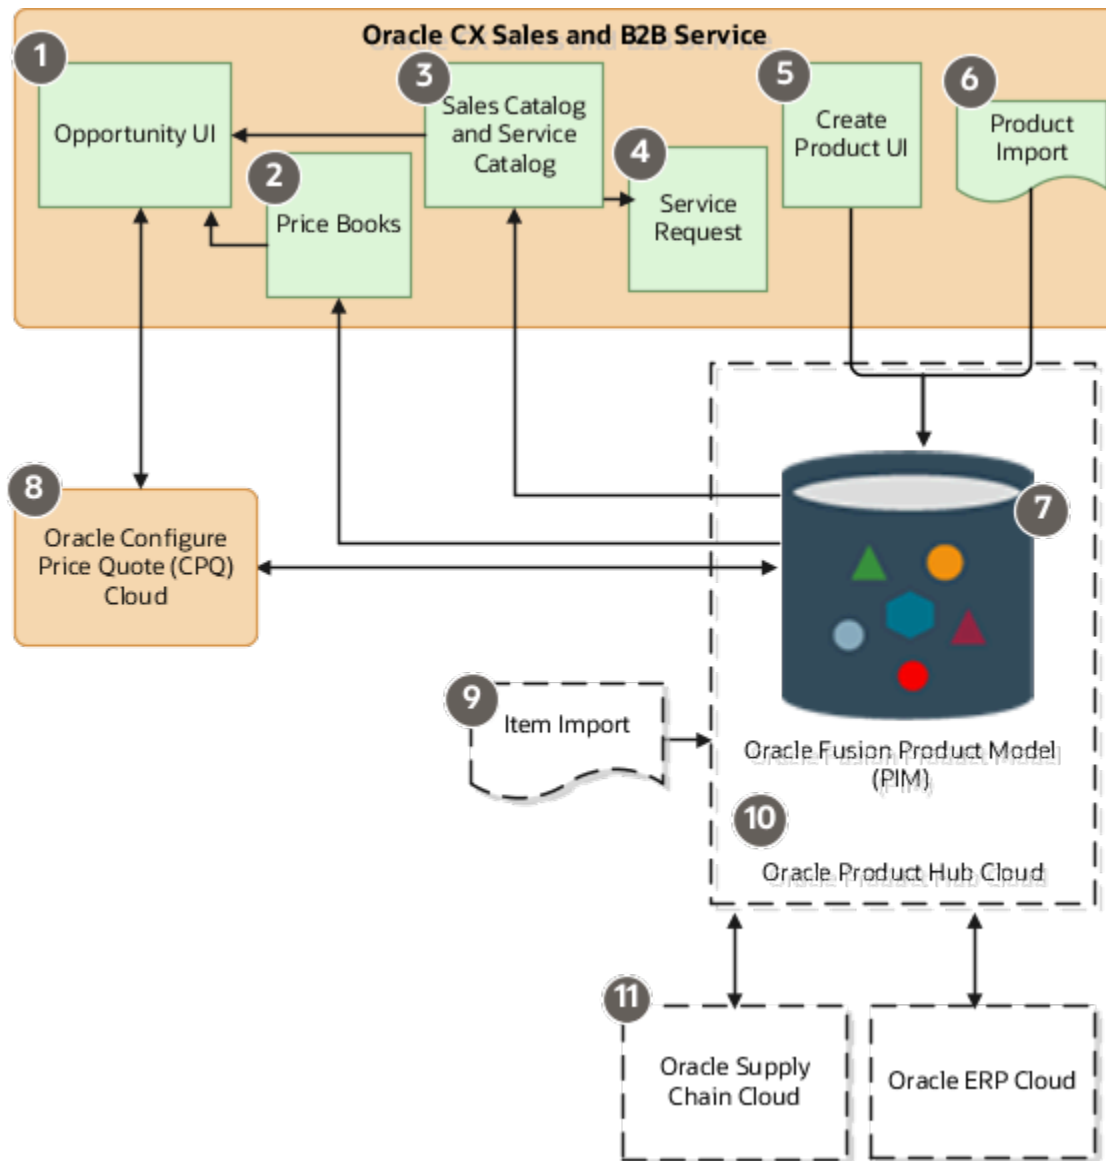 Oracle CX Sales and B2B Service
1
Opportunity UI
2
Price Books
3
Sales Catalog
and Service
Catalog
4
Service
Request
5
Create
Product UI
6
Product
Import
7
8
Oracle Configure
Price Quote (CPQ)
Cloud
9
Item Import
Oracle Fusion Product Model
(PIM)
10
Oracle Product Hub Cloud
11
Oracle Supply
Chain Cloud
Oracle ERP Cloud